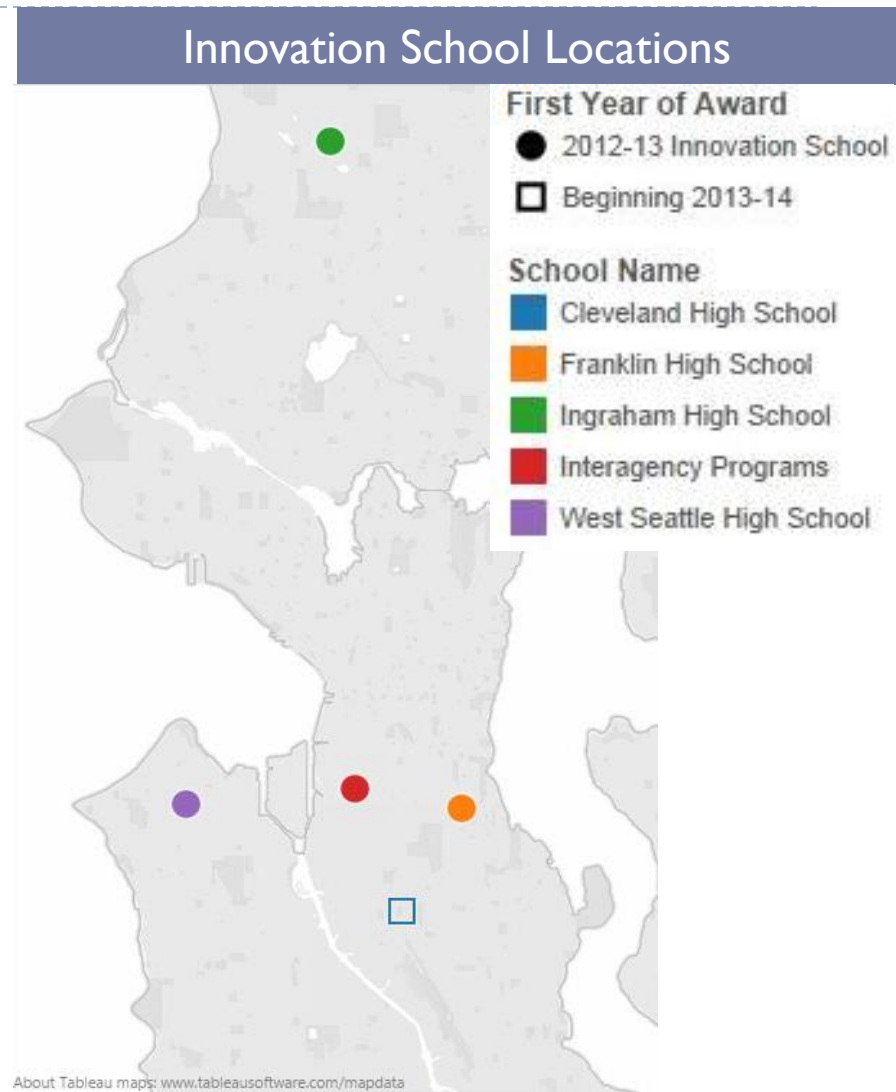 Innovation School Locations
First Year of Award
2012-13 Innovation School
Beginning 2013-14
School Name
Cleveland High School
Franklin High School
Ingraham High School
Interagency Programs
West Seattle High School
About Tableau maps: www.tableausoftware.com/mapdata